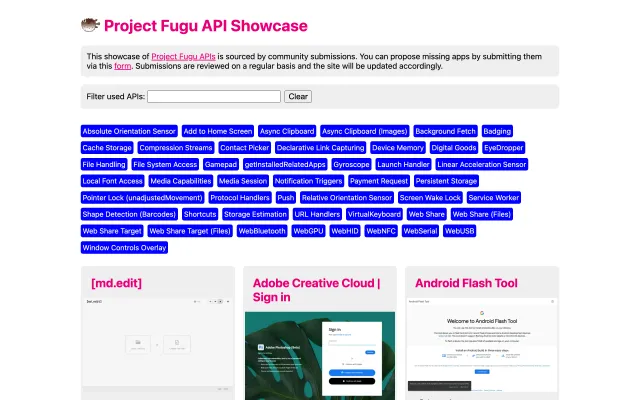 Project Fugu API Showcase
This showcase of Project Fugu APIs is sourced by community submissions. You can propose missing apps by submitting them
via this form. Submissions are reviewed on a regular basis and the site will be updated accordingly.
Filter used APIs: Clear
Absolute Orientation Sensor Add to Home Screen Async Clipboard Async Clipboard (Images) Background Fetch Badging
Cache Storage Compression Streams Contact Picker Declarative Link Capturing Device Memory Digital Goods EyeDropper
File Handling File System Access Gamepad getInstalledRelatedApps Gyroscope Launch Handler Linear Acceleration Sensor
Local Font Access Media Capabilities Media Session Notification Triggers Payment Request Persistent Storage
Pointer Lock (unadjustedMovement) Protocol Handlers Push Relative Orientation Sensor Screen Wake Lock Service Worker
Shape Detection (Barcodes) Shortcuts Storage Estimation URL Handlers VirtualKeyboard Web Share Web Share (Files)
Web Share Target Web Share Target (Files) WebBluetooth WebGPU WebHID WebNFC WebSerial WebUSB
Window Controls Overlay
[md.edit]
Adobe Creative Cloud |
Sign in
Android Flash Tool
[md.edit]
Sign in
Android Flash Tool
Welcome to Android Flash Tool